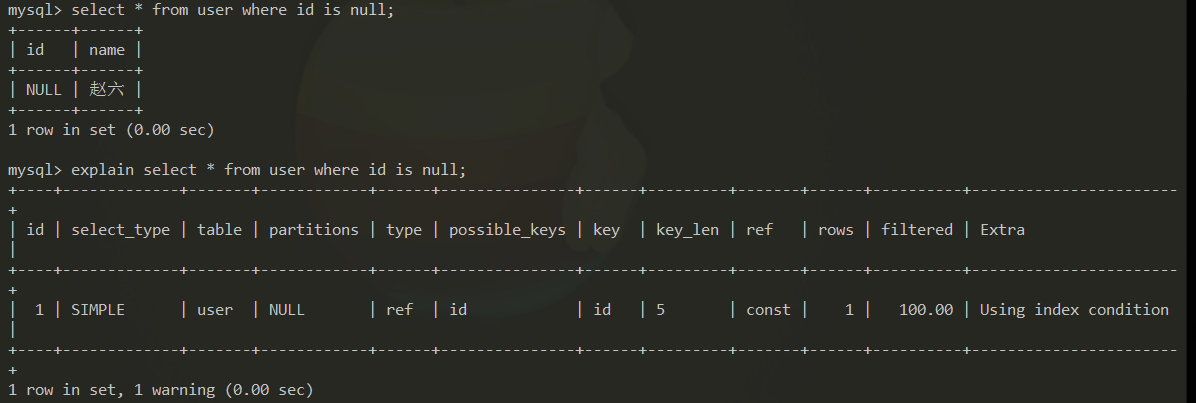 mysql> select * from user where id is null;
+------+------+
| id   | name |
+------+------+
| NULL | 赵六 |
+------+------+
1 row in set (0.00 sec)

mysql> explain select * from user where id is null;
+----+-------------+-------+------------+------+---------------+------+---------+-------+------+----------+-----------------------
+
| id | select_type | table | partitions | type | possible_keys | key  | key_len | ref   | rows | filtered | Extra
|
+----+-------------+-------+------------+------+---------------+------+---------+-------+------+----------+-----------------------
+
|  1 | SIMPLE      | user  | NULL       | ref  | id            | id   | 5       | const |    1 |   100.00 | Using index condition
|
+----+-------------+-------+------------+------+---------------+------+---------+-------+------+----------+-----------------------
+
1 row in set, 1 warning (0.00 sec)